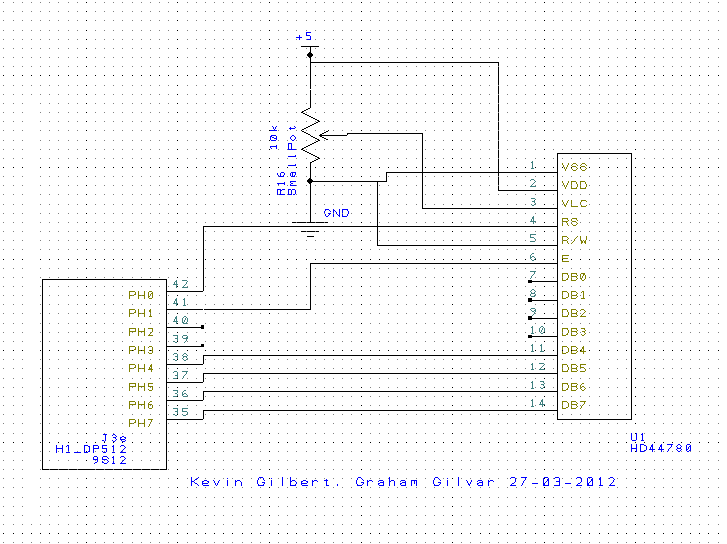 +5
10k
R16
SmallPot
GND
1 VSS
2 VDD
3 VLC
4 RS
5 R/W
6 E
7 DB0
8 DB1
9 DB2
10 DB3
11 DB4
12 DB5
13 DB6
14 DB7
U1
HD44780
PH0 42
PH1 41
PH2 40
PH3 39
PH4 38
PH5 37
PH6 36
PH7 35
J3e
H1_DP512
9S12
Kevin Gilbert. Graham Gilvar 27-03-2012